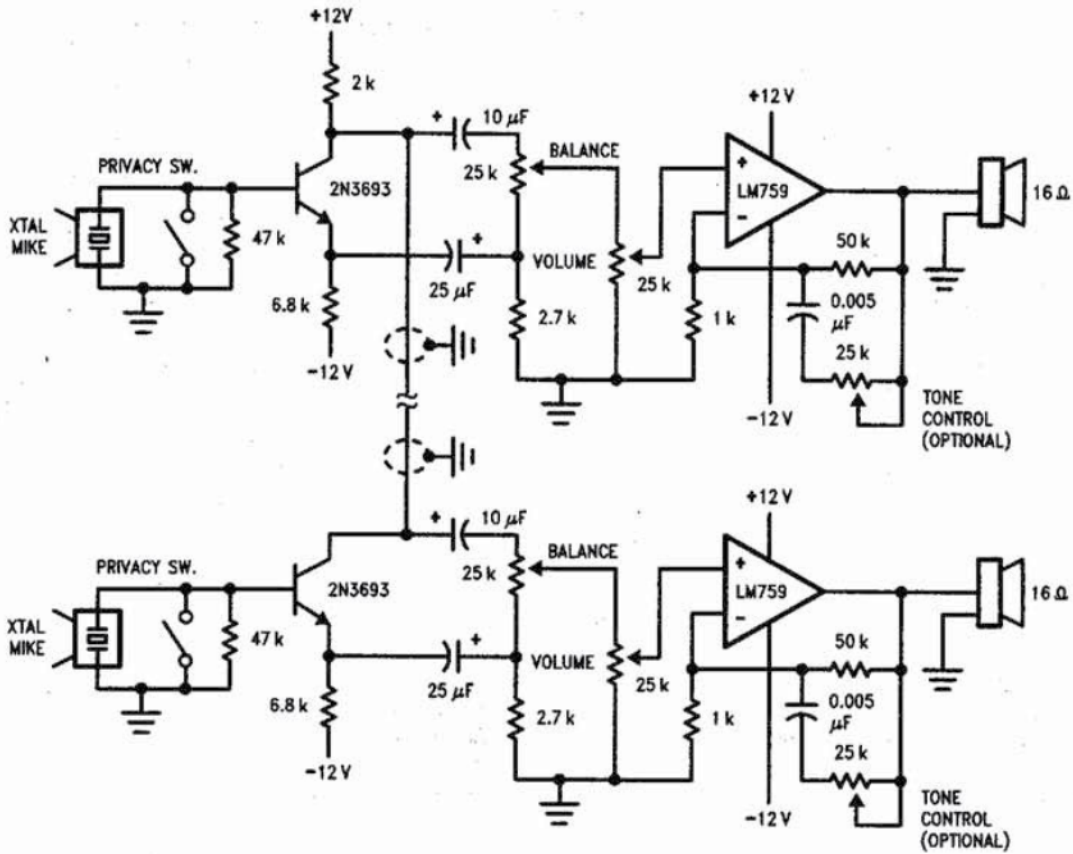 +12V
2 k
+
10 µF
+12 V
PRIVACY SW.
BALANCE
25 k
+
LM759
−
2N3693
16 Ω
XTAL
MIKE
47 k
+
VOLUME
50 k
25 µF
25 k
0.005
µF
6.8 k
2.7 k
1 k
25 k
−12 V
−12 V
TONE
CONTROL
(OPTIONAL)
+12 V
+
10 µF
PRIVACY SW.
BALANCE
25 k
+
LM759
−
2N3693
16 Ω
XTAL
MIKE
47 k
+
VOLUME
50 k
25 µF
25 k
0.005
µF
6.8 k
2.7 k
1 k
25 k
−12 V
−12 V
TONE
CONTROL
(OPTIONAL)